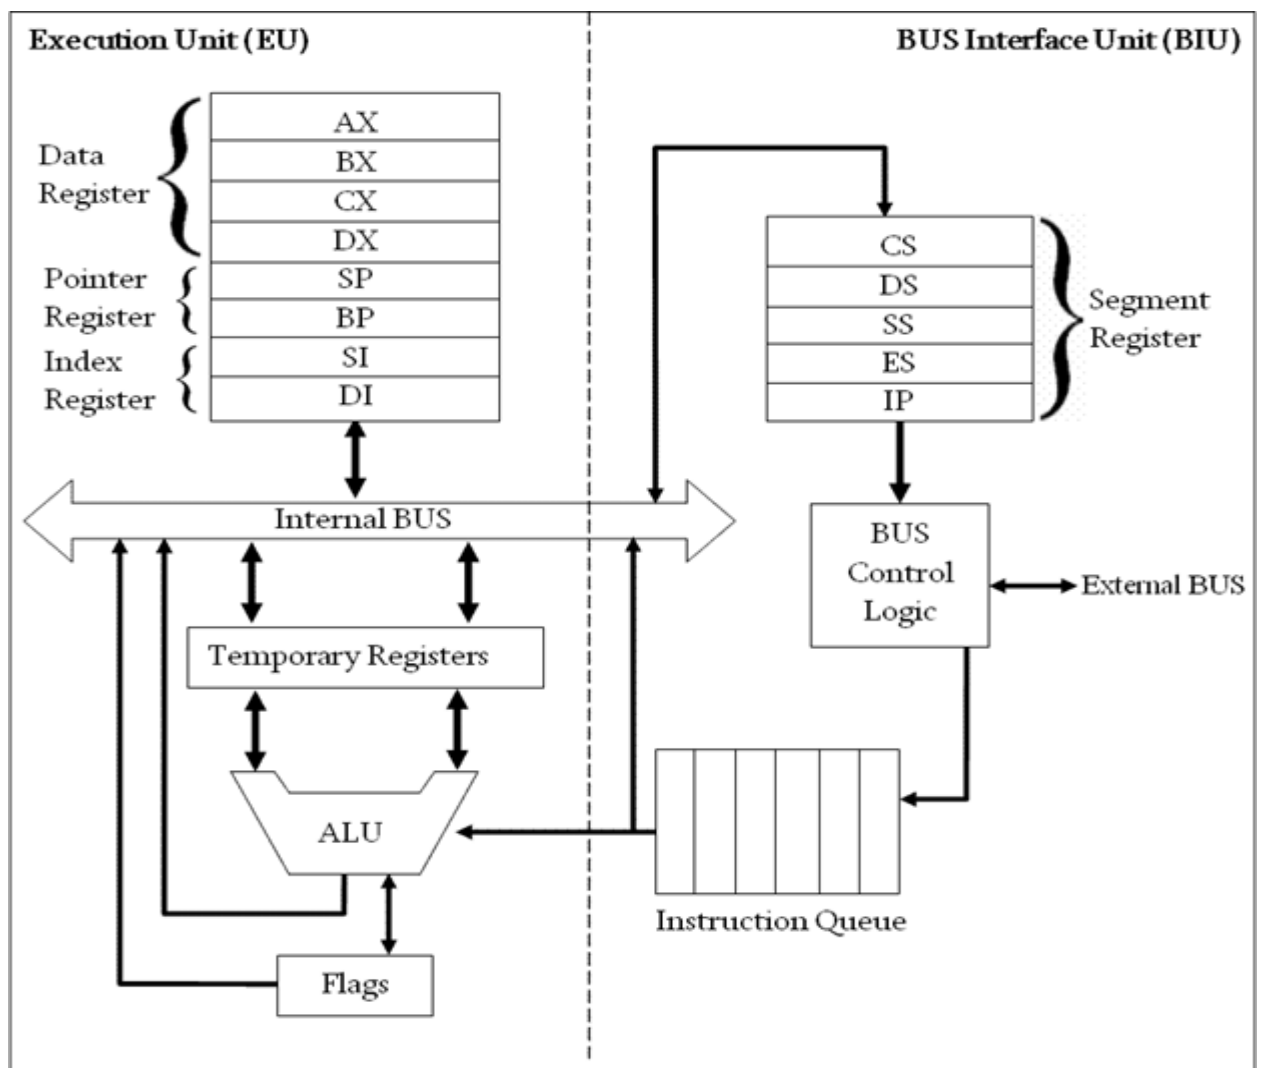 Execution Unit (EU)
BUS Interface Unit (BIU)
Data
Register
AX
BX
CX
DX
Pointer
Register
SP
BP
Index
Register
SI
DI
CS
DS
SS
ES
IP
Segment
Register
Internal BUS
BUS
Control
Logic
External BUS
Temporary Registers
ALU
Instruction Queue
Flags